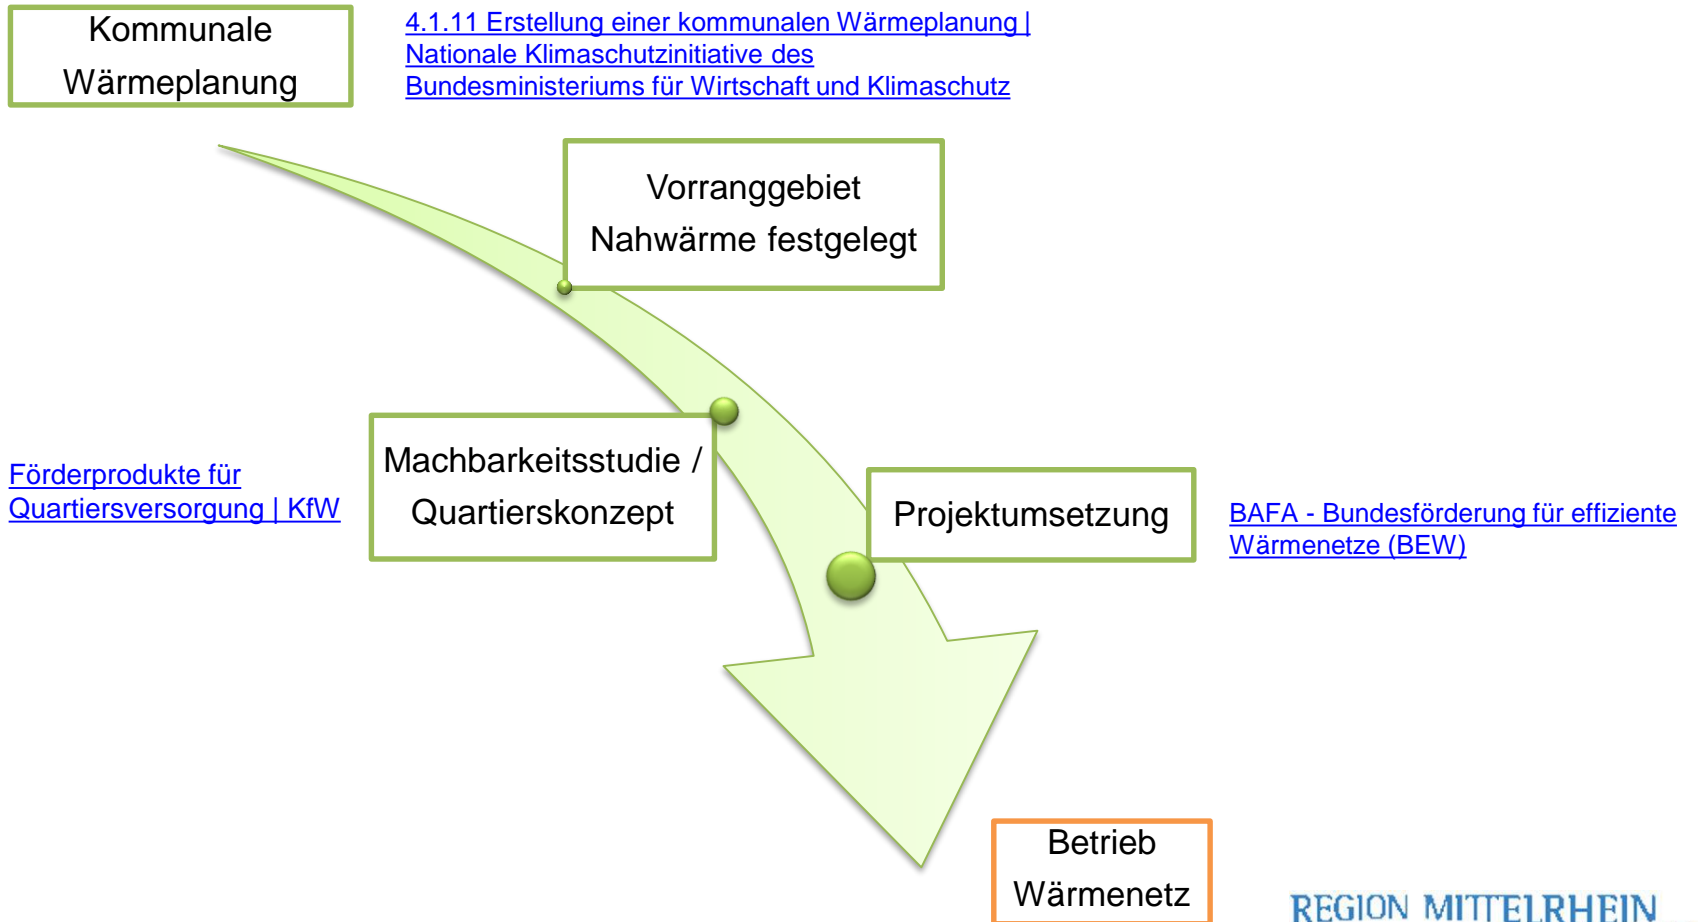 Kommunale
Wärmeplanung
4.1.11 Erstellung einer kommunalen Wärmeplanung |
Nationale Klimaschutzinitiative des
Bundesministeriums für Wirtschaft und Klimaschutz
Vorranggebiet
Nahwärme festgelegt
Förderprodukte für
Quartiersversorgung | KfW
Machbarkeitsstudie /
Quartierskonzept
Projektumsetzung
BAFA - Bundesförderung für effiziente
Wärmenetze (BEW)
Betrieb
Wärmenetz
REGION MITTELRHEIN